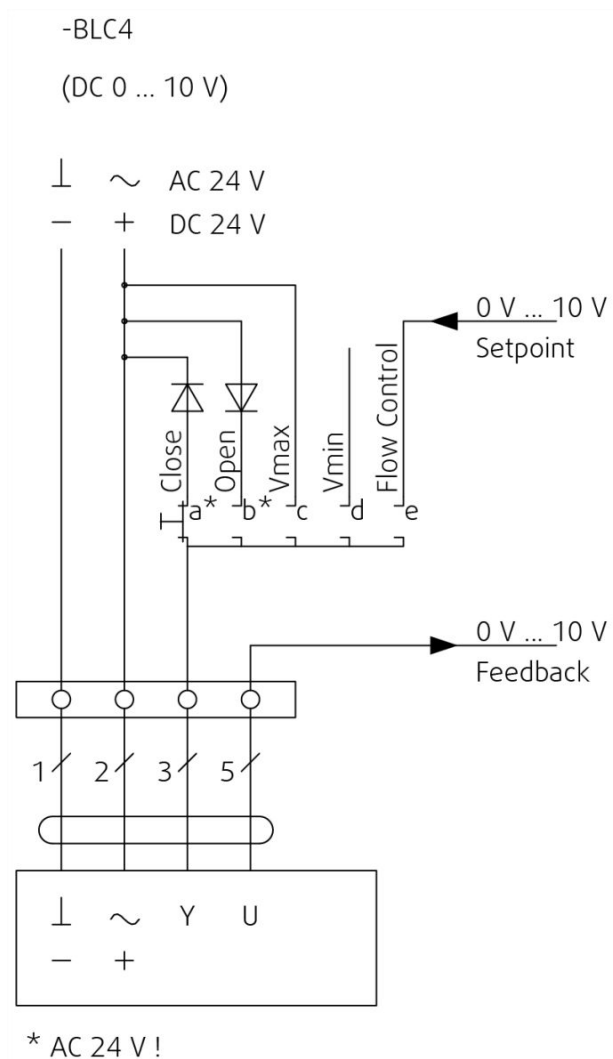 -BLC4
(DC 0 ... 10 V)
⊥ ~ AC 24 V
− + DC 24 V
0 V ... 10 V
Setpoint
Close
Open
Vmax
Vmin
Flow Control
a* b* c d e
0 V ... 10 V
Feedback
1 2 3 5
⊥ ~ Y U
− +
* AC 24 V !